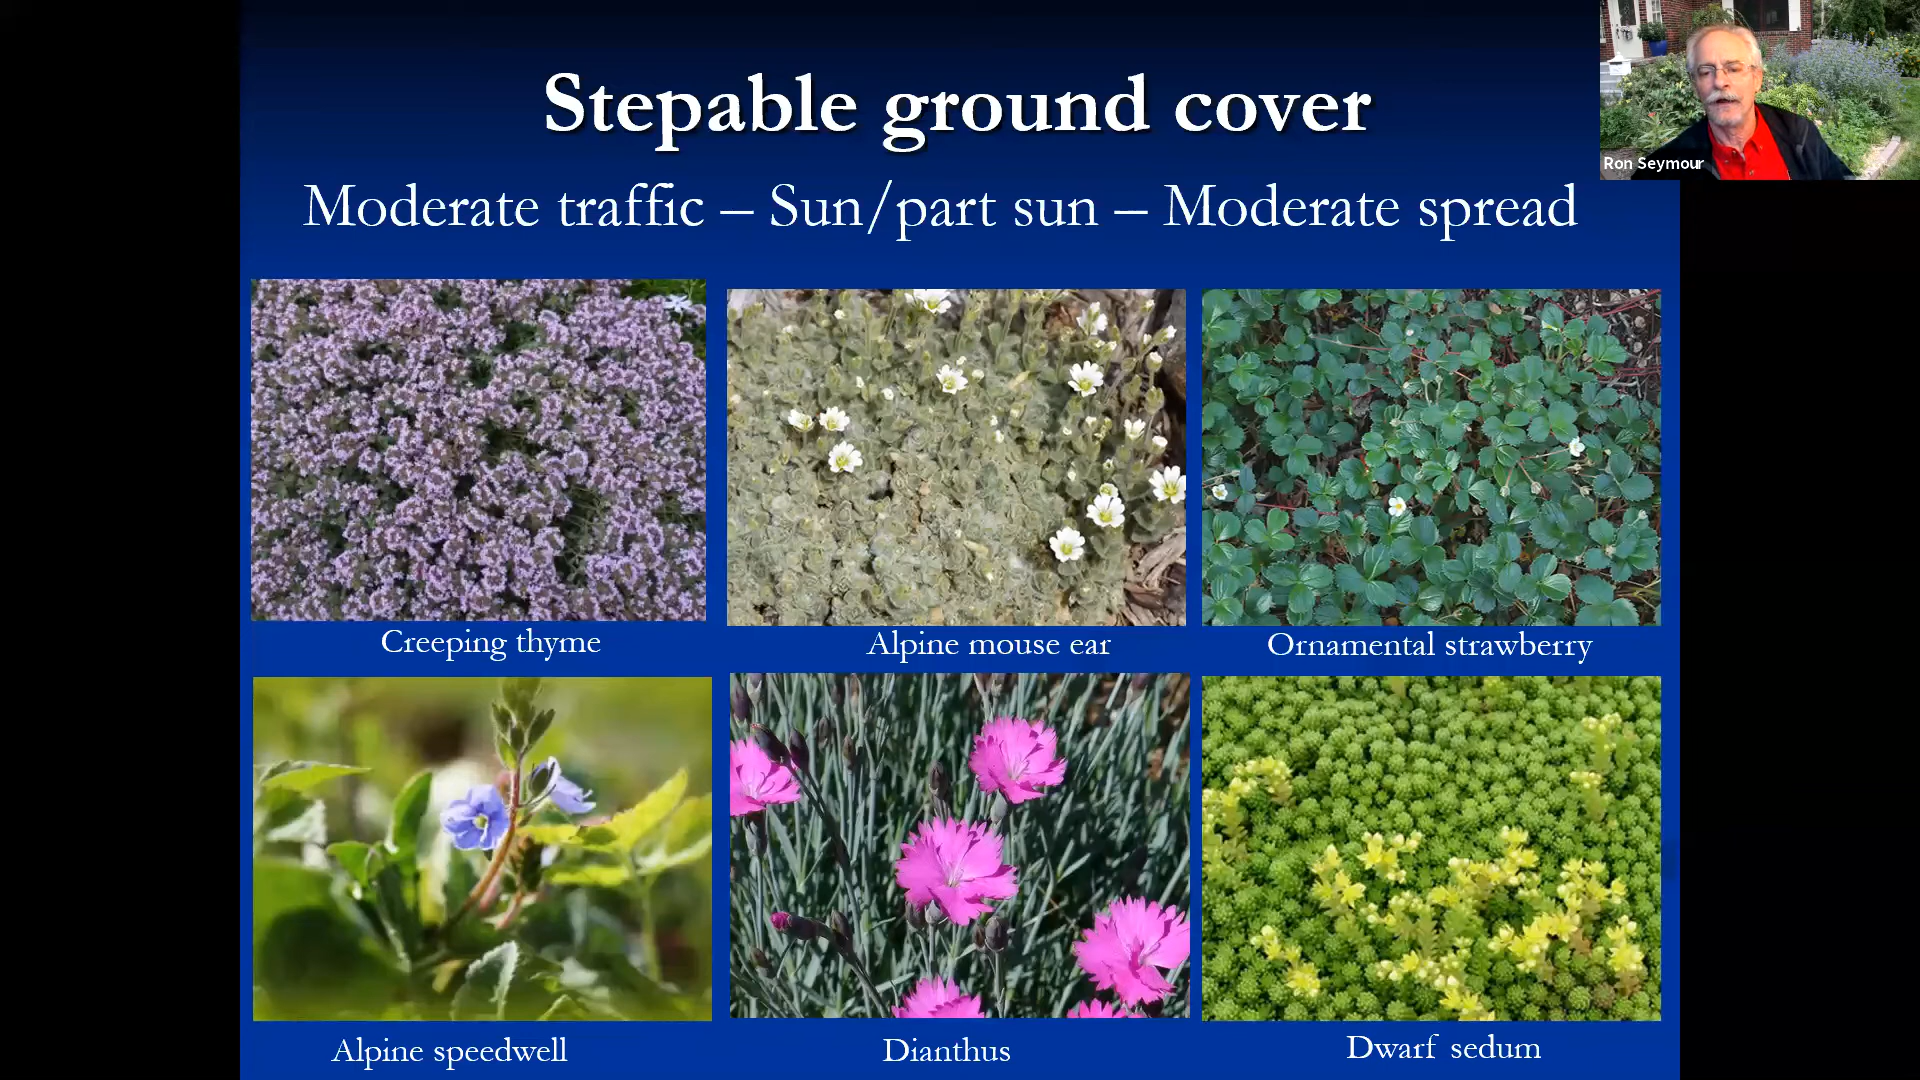 Stepable ground cover
Moderate traffic – Sun/part sun – Moderate spread
Ron Seymour
Creeping thyme
Alpine mouse ear
Ornamental strawberry
Alpine speedwell
Dianthus
Dwarf sedum